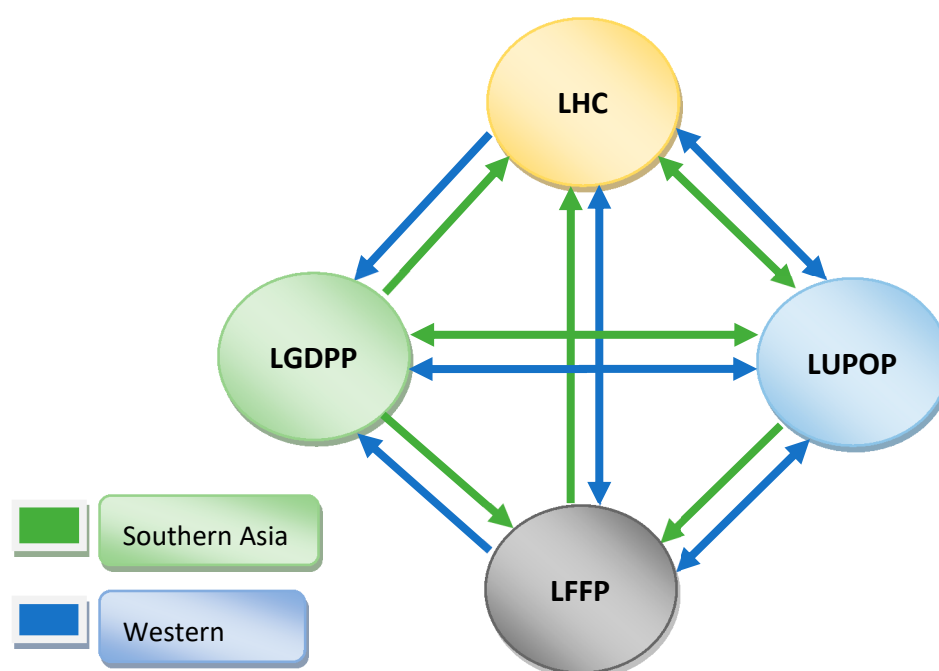 LHC
LGDPP
LUPOP
Southern Asia
LFFP
Western